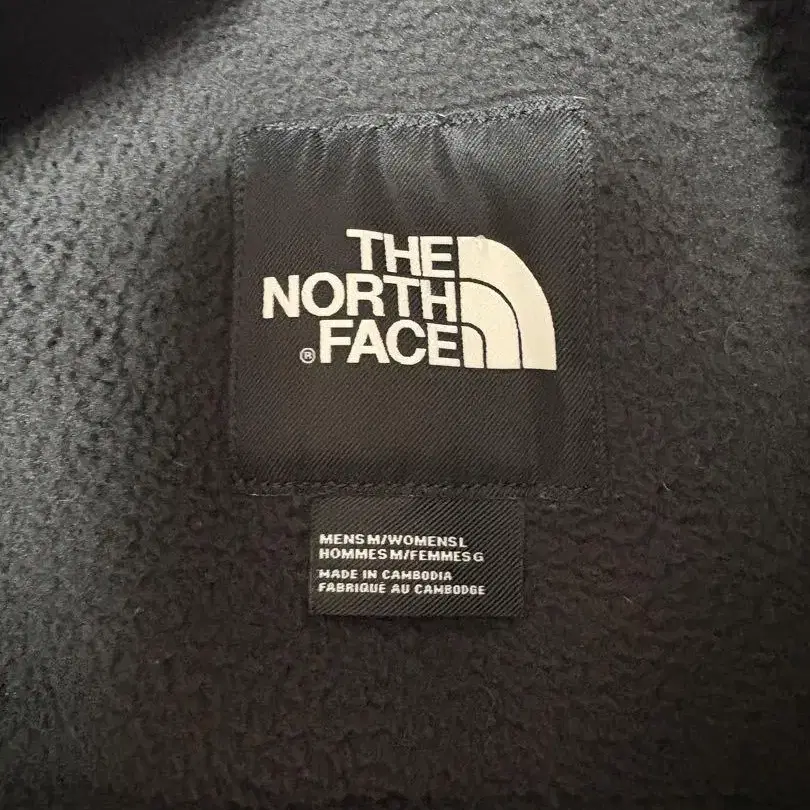 THE
NORTH
® FACE
MENS M/WOMENS L
HOMMES M/FEMMES G
MADE IN CAMBODIA
FABRIQUÉ AU CAMBODGE